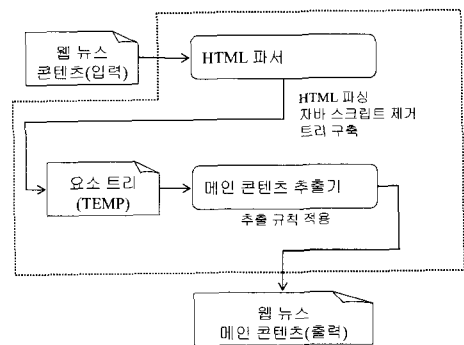 웹 뉴스
콘텐츠(입력)
HTML 파서
HTML 파싱
자바 스크립트 제거
트리 구축
요소 트리
(TEMP)
메인 콘텐츠 추출기
추출 규칙 적용
웹 뉴스
메인 콘텐츠(출력)